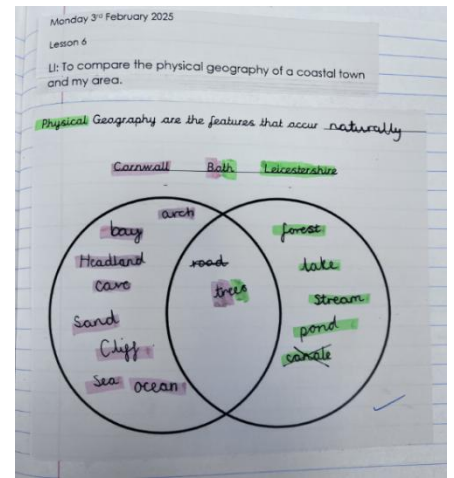 Monday 3rd February 2025
Lesson 6
LI: To compare the physical geography of a coastal town
and my area.
Physical Geography are the features that occur naturally
Cornwall Both Leicestershire
arch
bay forest
Headland road lake
cave trees
Stream
Sand pond
Cliff canale
Sea ocean